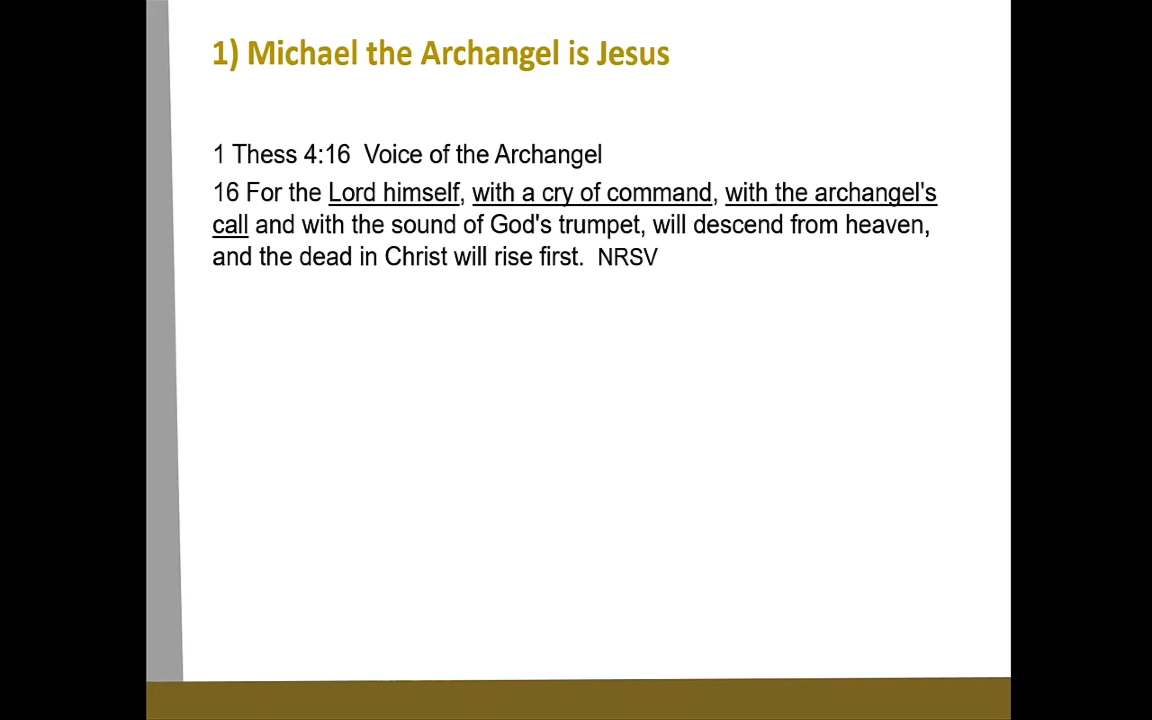 1) Michael the Archangel is Jesus
1 Thess 4:16  Voice of the Archangel
16 For the Lord himself, with a cry of command, with the archangel's
call and with the sound of God's trumpet, will descend from heaven,
and the dead in Christ will rise first.  NRSV